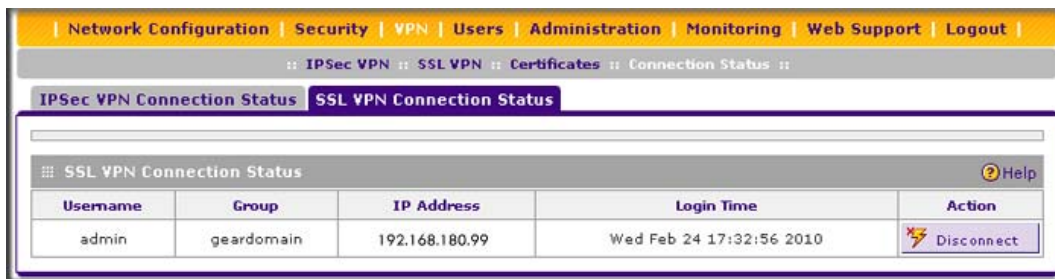 | Network Configuration | Security | VPN | Users | Administration | Monitoring | Web Support | Logout |
:: IPSec VPN :: SSL VPN :: Certificates :: Connection Status ::
IPSec VPN Connection Status SSL VPN Connection Status
SSL VPN Connection Status ? Help
Username Group IP Address Login Time Action
admin geardomain 192.168.180.99 Wed Feb 24 17:32:56 2010 Disconnect